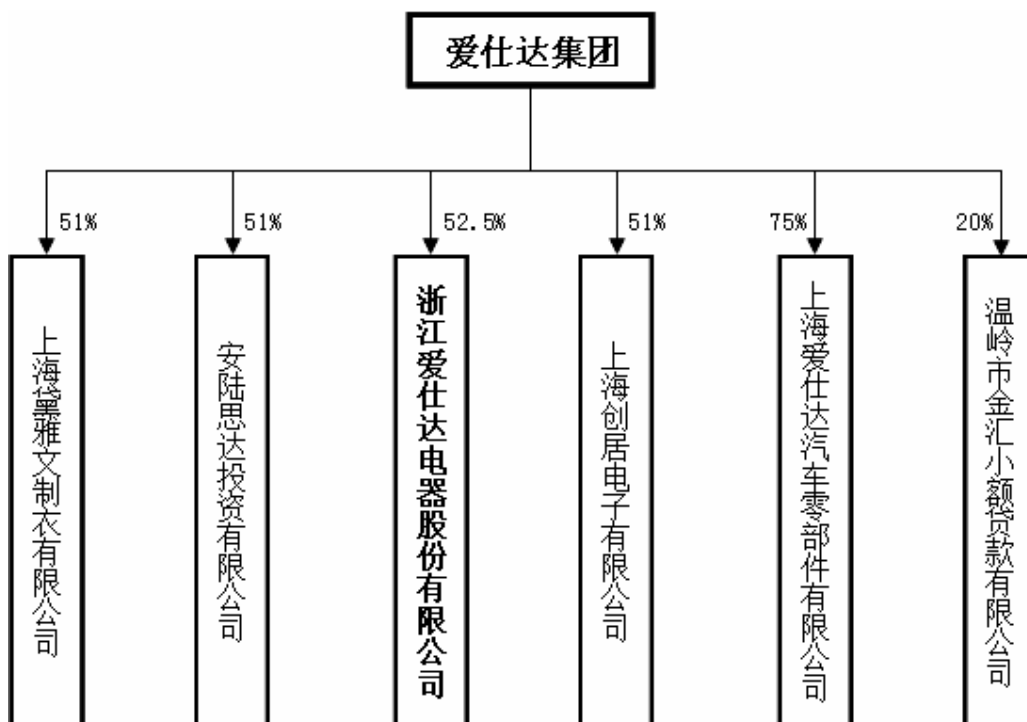 爱仕达集团
51%
51%
52.5%
51%
75%
20%
上海黛雅文制衣有限公司
安陆思达投资有限公司
浙江爱仕达电器股份有限公司
上海创居电子有限公司
上海爱仕达汽车零部件有限公司
温岭市金汇小额贷款有限公司